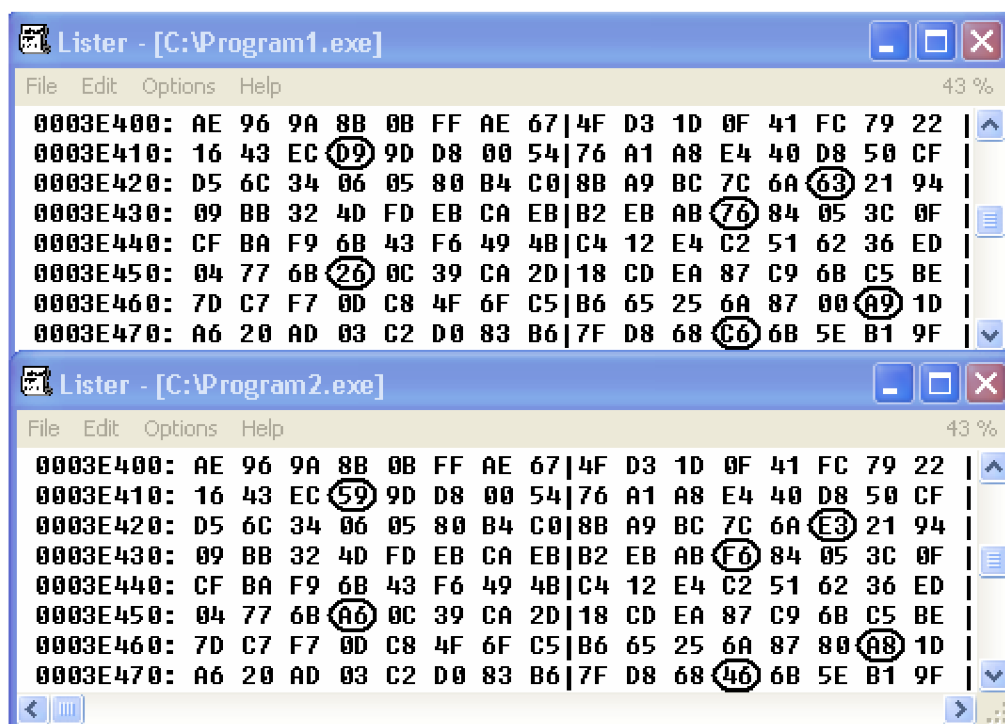 Lister - [C:\Program1.exe]
File Edit Options Help 43 %
0003E400: AE 96 9A 8B 0B FF AE 67|4F D3 1D 0F 41 FC 79 22 |
0003E410: 16 43 EC D9 9D D8 00 54|76 A1 A8 E4 40 D8 50 CF |
0003E420: D5 6C 34 06 05 80 B4 C0|8B A9 BC 7C 6A 63 21 94 |
0003E430: 09 BB 32 4D FD EB CA EB|B2 EB AB 76 84 05 3C 0F |
0003E440: CF BA F9 6B 43 F6 49 4B|C4 12 E4 C2 51 62 36 ED |
0003E450: 04 77 6B 26 0C 39 CA 2D|18 CD EA 87 C9 6B C5 BE |
0003E460: 7D C7 F7 0D C8 4F 6F C5|B6 65 25 6A 87 00 A9 1D |
0003E470: A6 20 AD 03 C2 D0 83 B6|7F D8 68 C6 6B 5E B1 9F |
Lister - [C:\Program2.exe]
File Edit Options Help 43 %
0003E400: AE 96 9A 8B 0B FF AE 67|4F D3 1D 0F 41 FC 79 22 |
0003E410: 16 43 EC 59 9D D8 00 54|76 A1 A8 E4 40 D8 50 CF |
0003E420: D5 6C 34 06 05 80 B4 C0|8B A9 BC 7C 6A E3 21 94 |
0003E430: 09 BB 32 4D FD EB CA EB|B2 EB AB F6 84 05 3C 0F |
0003E440: CF BA F9 6B 43 F6 49 4B|C4 12 E4 C2 51 62 36 ED |
0003E450: 04 77 6B A6 0C 39 CA 2D|18 CD EA 87 C9 6B C5 BE |
0003E460: 7D C7 F7 0D C8 4F 6F C5|B6 65 25 6A 87 80 A8 1D |
0003E470: A6 20 AD 03 C2 D0 83 B6|7F D8 68 46 6B 5E B1 9F |